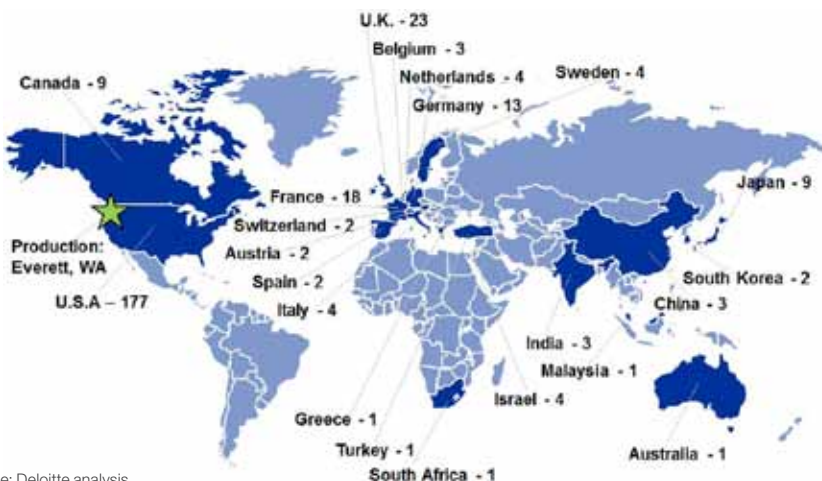 U.K. - 23
Belgium - 3
Netherlands - 4
Sweden - 4
Germany - 13
Canada - 9
France - 18
Switzerland - 2
Austria - 2
Spain - 2
Italy - 4
Production:
Everett, WA
U.S.A – 177
Japan - 9
South Korea - 2
China - 3
India - 3
Malaysia - 1
Israel - 4
Greece - 1
Turkey - 1
South Africa - 1
Australia - 1
e: Deloitte analysis